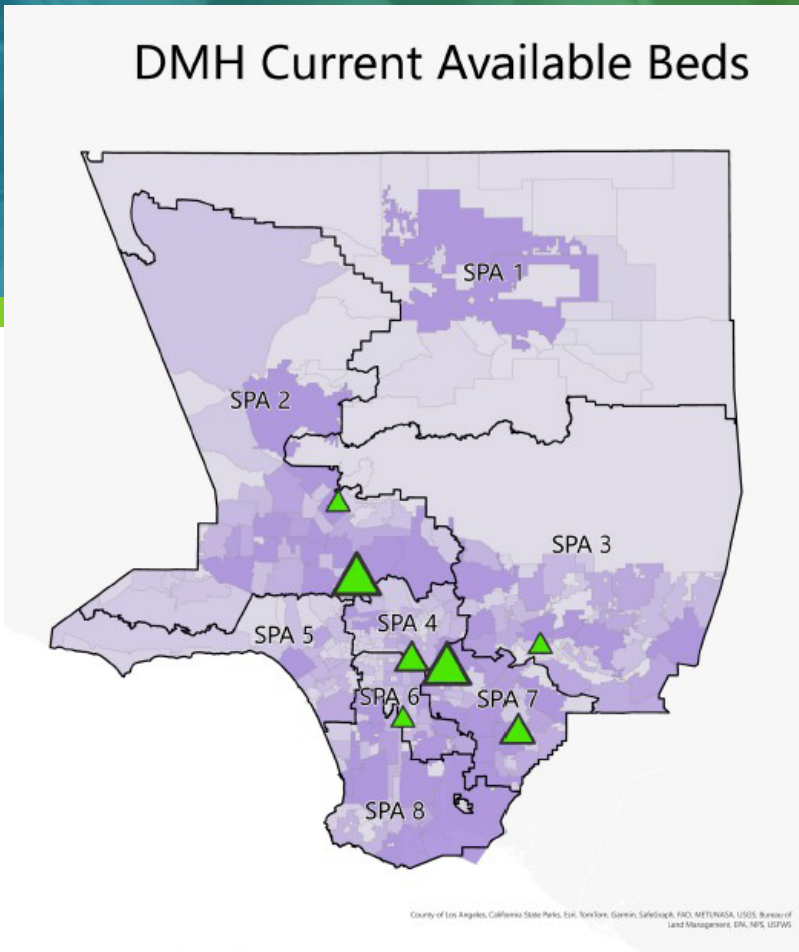 DMH Current Available Beds
SPA 1
SPA 2
SPA 3
SPA 4
SPA 5
SPA 6
SPA 7
SPA 8
County of Los Angeles, California State Parks, Esri, TomTom, Garmin, SafeGraph, FAO, METI/NASA, USGS, Bureau of
Land Management, EPA, NPS, USFWS